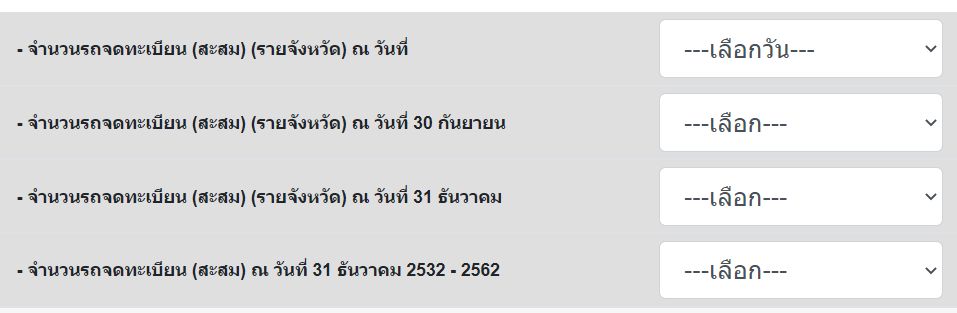 - จำนวนรถจดทะเบียน (สะสม) (รายจังหวัด) ณ วันที่ ---เลือกวัน---
- จำนวนรถจดทะเบียน (สะสม) (รายจังหวัด) ณ วันที่ 30 กันยายน ---เลือก---
- จำนวนรถจดทะเบียน (สะสม) (รายจังหวัด) ณ วันที่ 31 ธันวาคม ---เลือก---
- จำนวนรถจดทะเบียน (สะสม) ณ วันที่ 31 ธันวาคม 2532 - 2562 ---เลือก---